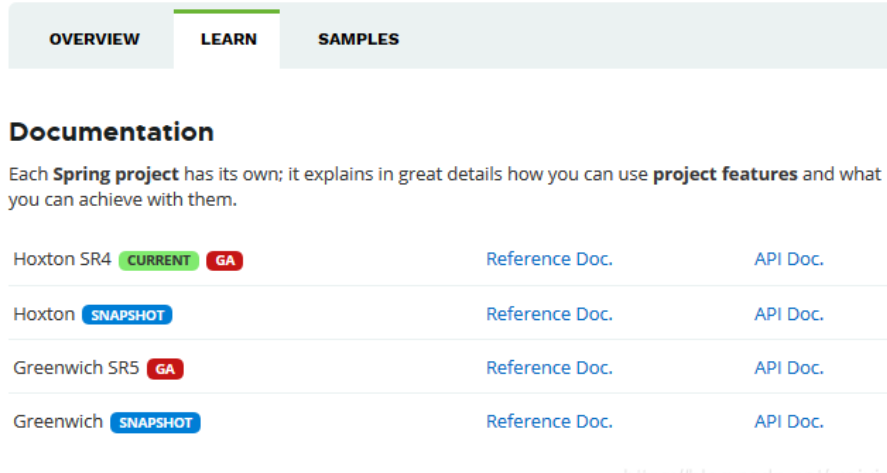 OVERVIEW LEARN SAMPLES
Documentation
Each Spring project has its own; it explains in great details how you can use project features and what
you can achieve with them.
Hoxton SR4 CURRENT GA Reference Doc. API Doc.
Hoxton SNAPSHOT Reference Doc. API Doc.
Greenwich SR5 GA Reference Doc. API Doc.
Greenwich SNAPSHOT Reference Doc. API Doc.